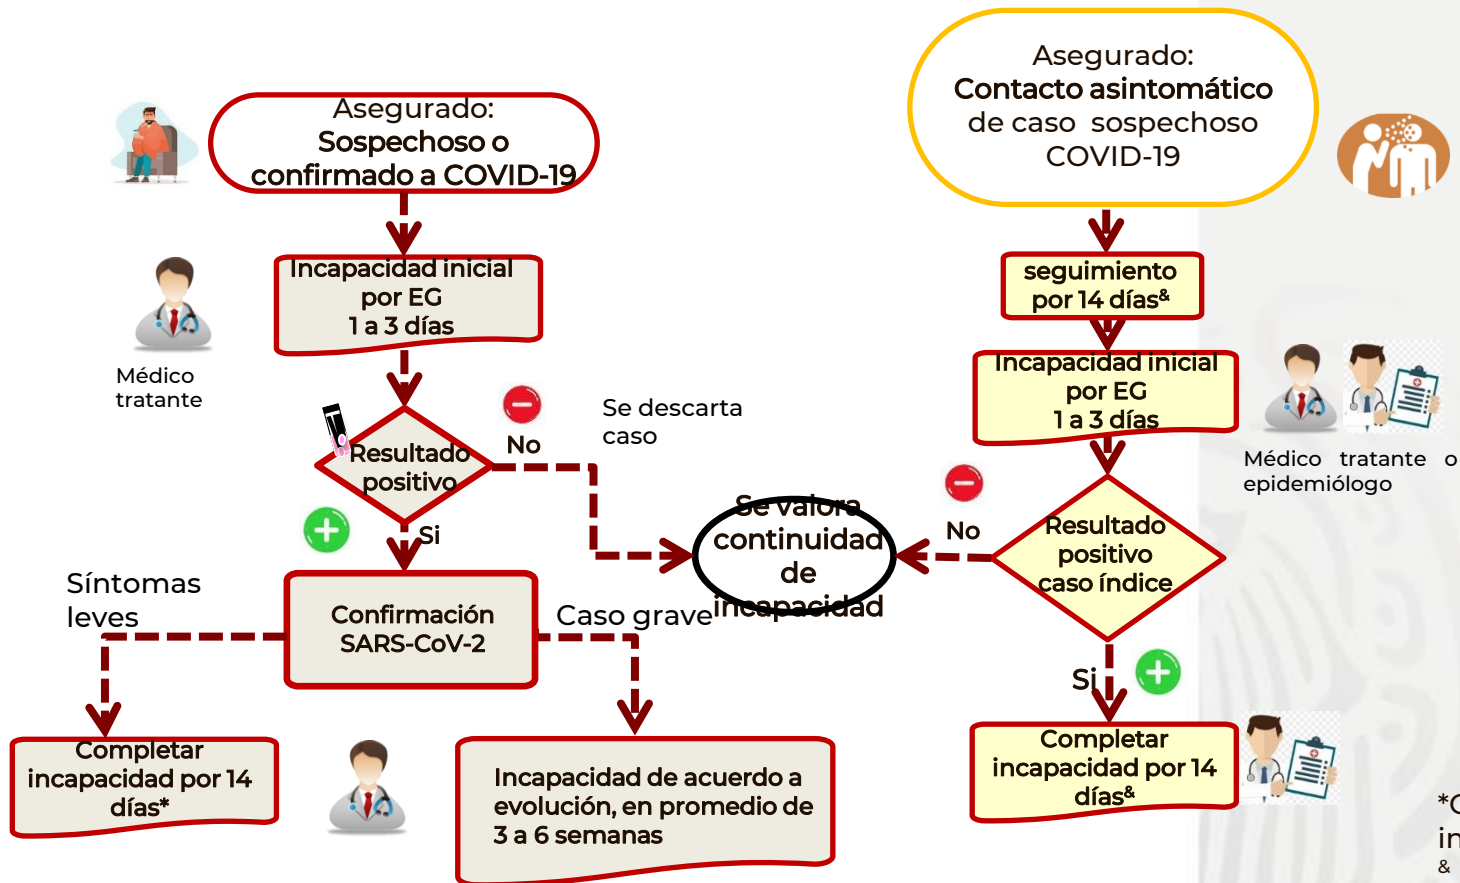 Asegurado:
Sospechoso o
confirmado a COVID-19
Incapacidad inicial
por EG
1 a 3 días
Médico
tratante
Resultado
positivo
No
Se descarta
caso
Si
Confirmación
SARS-CoV-2
Síntomas
leves
Caso grave
Completar
incapacidad por 14
días*
Incapacidad de acuerdo a
evolución, en promedio de
3 a 6 semanas
Se valora
continuidad
de
incapacidad
Asegurado:
Contacto asintomático
de caso sospechoso
COVID-19
seguimiento
por 14 días&
Incapacidad inicial
por EG
1 a 3 días
Médico tratante o
epidemiólogo
No
Resultado
positivo
caso índice
Si
Completar
incapacidad por 14
días&
&